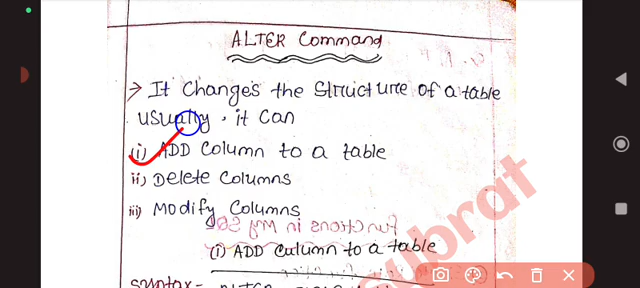 ALTER Command
→ It Changes the Structure of a table
usually, it can
(i) ADD Column to a table
ii) Delete Columns
iii) Modify Columns
(i) ADD Column to a table
subrat